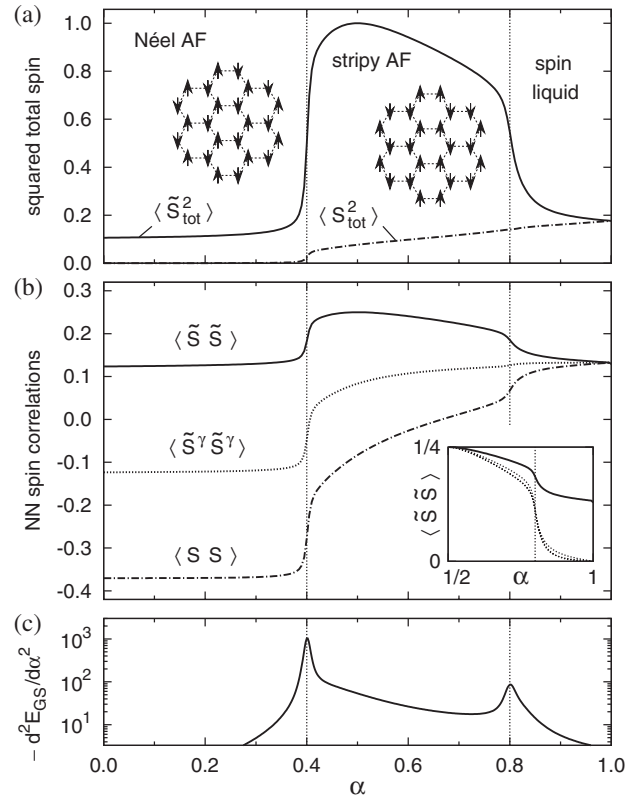 (a)
squared total spin
1.0
0.8
0.6
0.4
0.2
0.0
Néel AF
stripy AF
spin
liquid
⟨ S̃²tot ⟩
⟨ S²tot ⟩
(b)
NN spin correlations
0.3
0.2
0.1
0.0
-0.1
-0.2
-0.3
-0.4
⟨ S̃ S̃ ⟩
⟨ S̃^γ S̃^γ ⟩
⟨ S S ⟩
⟨ S̃ S̃ ⟩
1/4
0
1/2
α
1
(c)
− d²E_GS/dα²
10³
10²
10¹
0.0
0.2
0.4
0.6
0.8
1.0
α